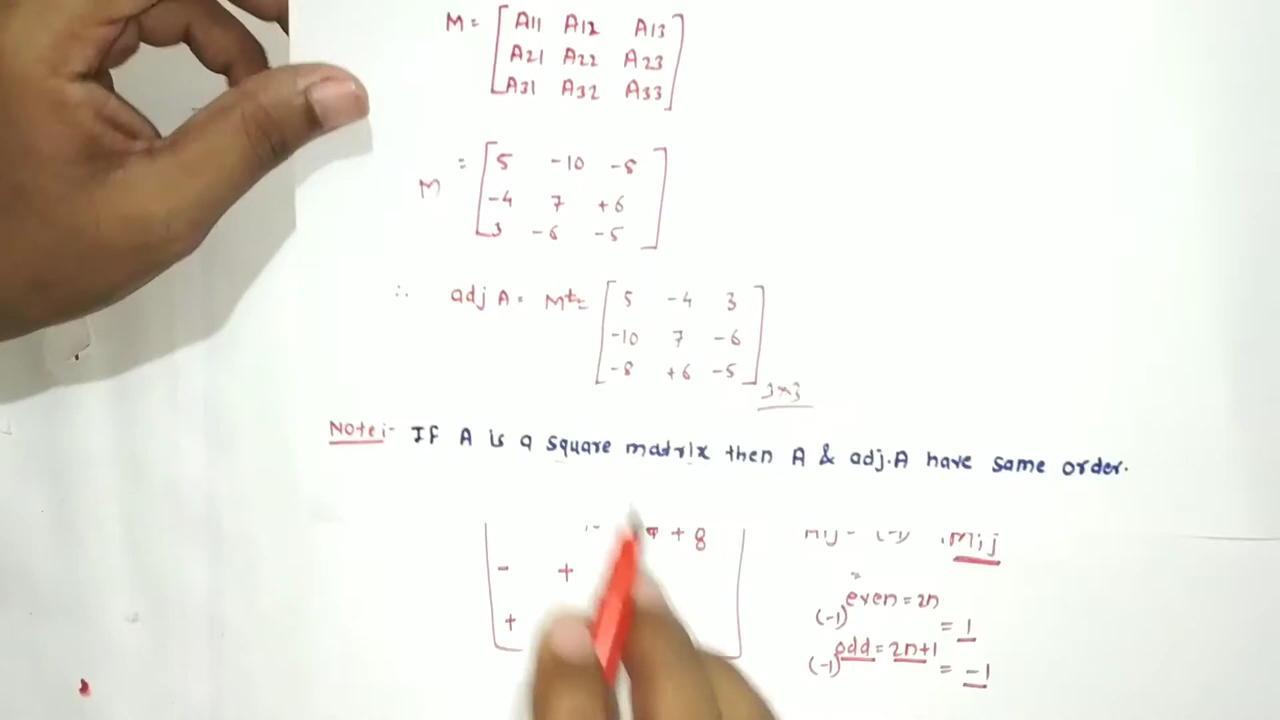 M = [ A11 A12 A13
A21 A22 A23
A31 A32 A33 ]
M = [ 5 -10 -8
-4 7 +6
3 -6 -5 ]
∴ adj A = Mt = [ 5 -4 3
-10 7 -6
-8 +6 -5 ] 3×3
Note:- If A is a square matrix then A & adj.A have same order.
+ 8
- +
+
.Mij
(-1)^even = 2n = 1
(-1)^odd = 2n+1 = -1